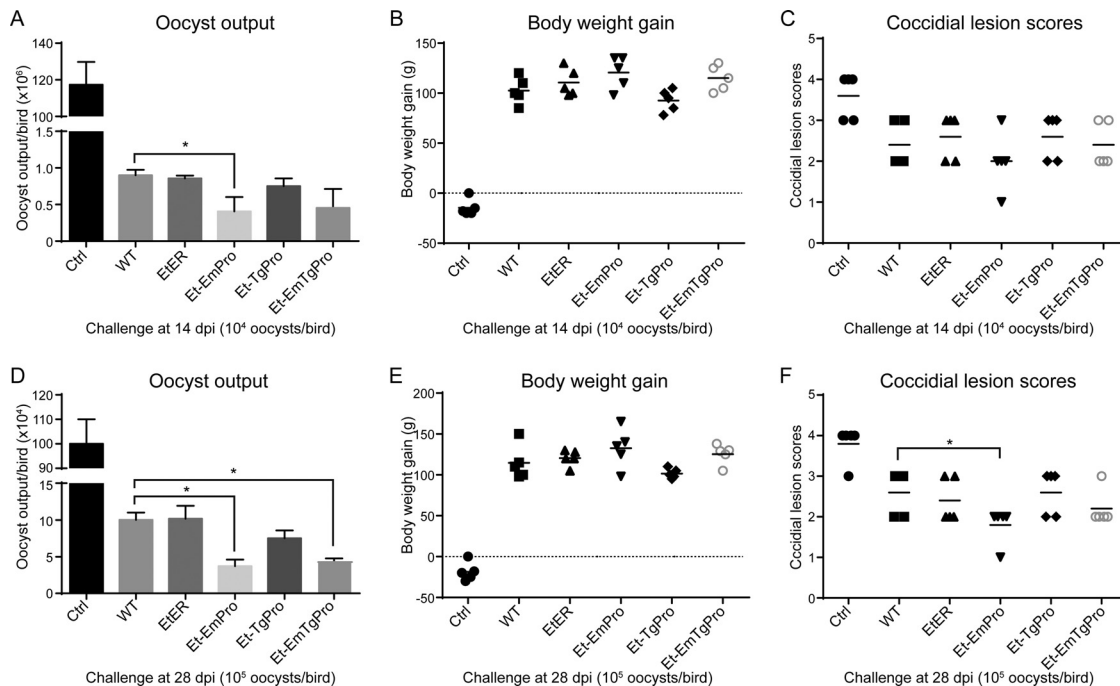 A
Oocyst output
Oocyst output/bird (x10⁶)
140
120
100
1.5
1.0
0.5
0
*
Ctrl
WT
EtER
Et-EmPro
Et-TgPro
Et-EmTgPro
Challenge at 14 dpi (10⁴ oocysts/bird)
B
Body weight gain
Body weight gain (g)
150
100
50
0
-50
Ctrl
WT
EtER
Et-EmPro
Et-TgPro
Et-EmTgPro
Challenge at 14 dpi (10⁴ oocysts/bird)
C
Coccidial lesion scores
Cccidial lesion scores
5
4
3
2
1
0
Ctrl
WT
EtER
Et-EmPro
Et-TgPro
Et-EmTgPro
Challenge at 14 dpi (10⁴ oocysts/bird)
D
Oocyst output
Oocyst output/bird (x10⁴)
120
110
100
90
15
10
5
0
*
*
Ctrl
WT
EtER
Et-EmPro
Et-TgPro
Et-EmTgPro
Challenge at 28 dpi (10⁵ oocysts/bird)
E
Body weight gain
Body weight gain (g)
200
150
100
50
0
-50
Ctrl
WT
EtER
Et-EmPro
Et-TgPro
Et-EmTgPro
Challenge at 28 dpi (10⁵ oocysts/bird)
F
Coccidial lesion scores
Cccidial lesion scores
5
4
3
2
1
0
*
Ctrl
WT
EtER
Et-EmPro
Et-TgPro
Et-EmTgPro
Challenge at 28 dpi (10⁵ oocysts/bird)